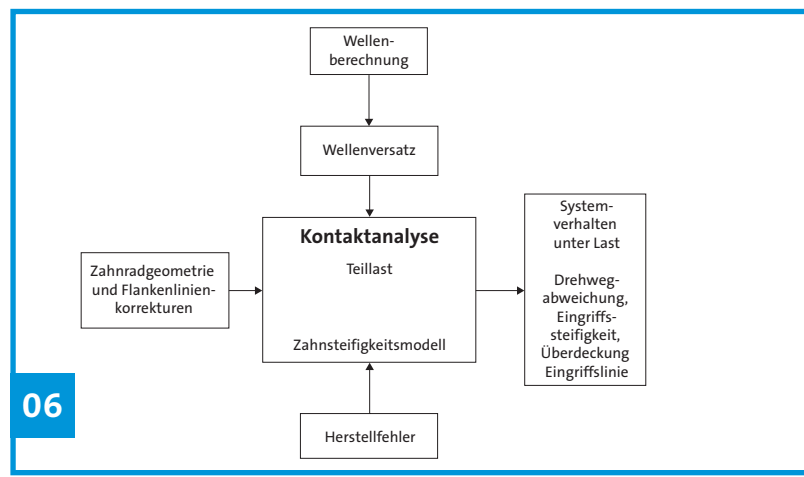 Wellen-
berechnung
Wellenversatz
Kontaktanalyse
Teillast
Zahnsteifigkeitsmodell
Zahnradgeometrie
und Flankenlinien-
korrekturen
System-
verhalten
unter Last
Drehweg-
abweichung,
Eingriffs-
steifigkeit,
Überdeckung
Eingriffslinie
Herstellfehler
06